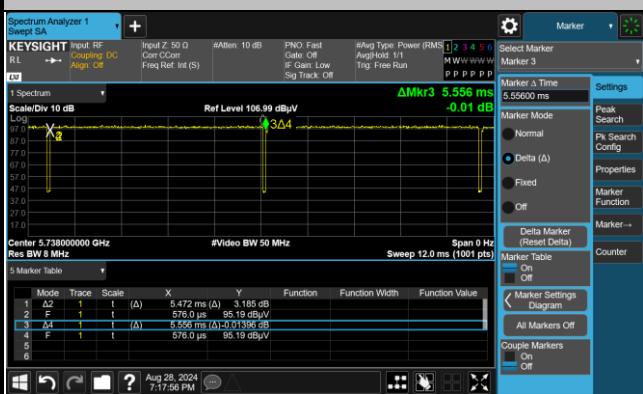 Spectrum Analyzer 1
Swept SA
+
Marker
KEYSIGHT Input: RF Input Z: 50 Ω #Atten: 10 dB PNO: Fast #Avg Type: Power (RMS 1 2 3 4 5 6
RL Coupling: DC Corr CCorr Gate: Off Avg|Hold: 1/1 M W W W W W
Align: Off Freq Ref: Int (S) IF Gain: Low Trig: Free Run
Sig Track: Off P P P P P P
LV
Select Marker
Marker 3
1 Spectrum
ΔMkr3 5.556 ms
Scale/Div 10 dB Ref Level 106.99 dBµV -0.01 dB
Log
97.0
87.0
77.0
67.0
57.0
47.0
37.0
27.0
17.0
2
3Δ4
Center 5.738000000 GHz #Video BW 50 MHz Span 0 Hz
Res BW 8 MHz Sweep 12.0 ms (1001 pts)
5 Marker Table
Mode Trace Scale X Y Function Function Width Function Value
1 Δ2 1 t (Δ) 5.472 ms (Δ) 3.185 dB
2 F 1 t 576.0 µs 95.19 dBµV
3 Δ4 1 t (Δ) 5.556 ms (Δ) -0.01396 dB
4 F 1 t 576.0 µs 95.19 dBµV
5
6
Marker Δ Time
5.55600 ms
Marker Mode
Normal
Delta (Δ)
Fixed
Off
Delta Marker
(Reset Delta)
Marker Table
On
Off
Marker Settings
Diagram
All Markers Off
Couple Markers
On
Off
Settings
Peak
Search
Pk Search
Config
Properties
Marker
Function
Marker→
Counter
?
Aug 28, 2024
7:17:56 PM